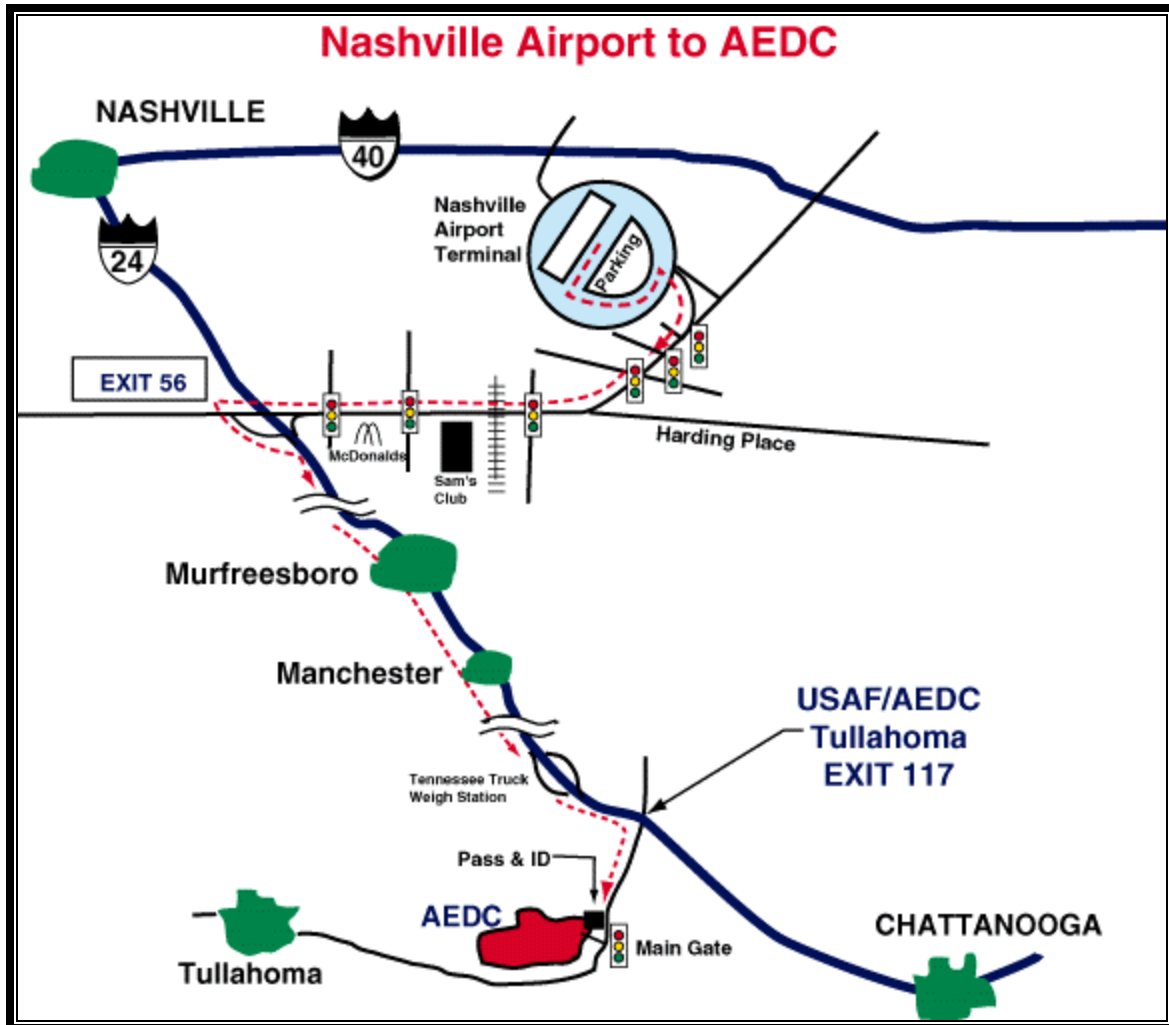 Nashville Airport to AEDC
NASHVILLE
40
Nashville
Airport
Terminal
Parking
24
EXIT 56
McDonalds
Sam's
Club
Harding Place
Murfreesboro
Manchester
USAF/AEDC
Tullahoma
EXIT 117
Tennessee Truck
Weigh Station
Pass & ID
AEDC
Main Gate
Tullahoma
CHATTANOOGA